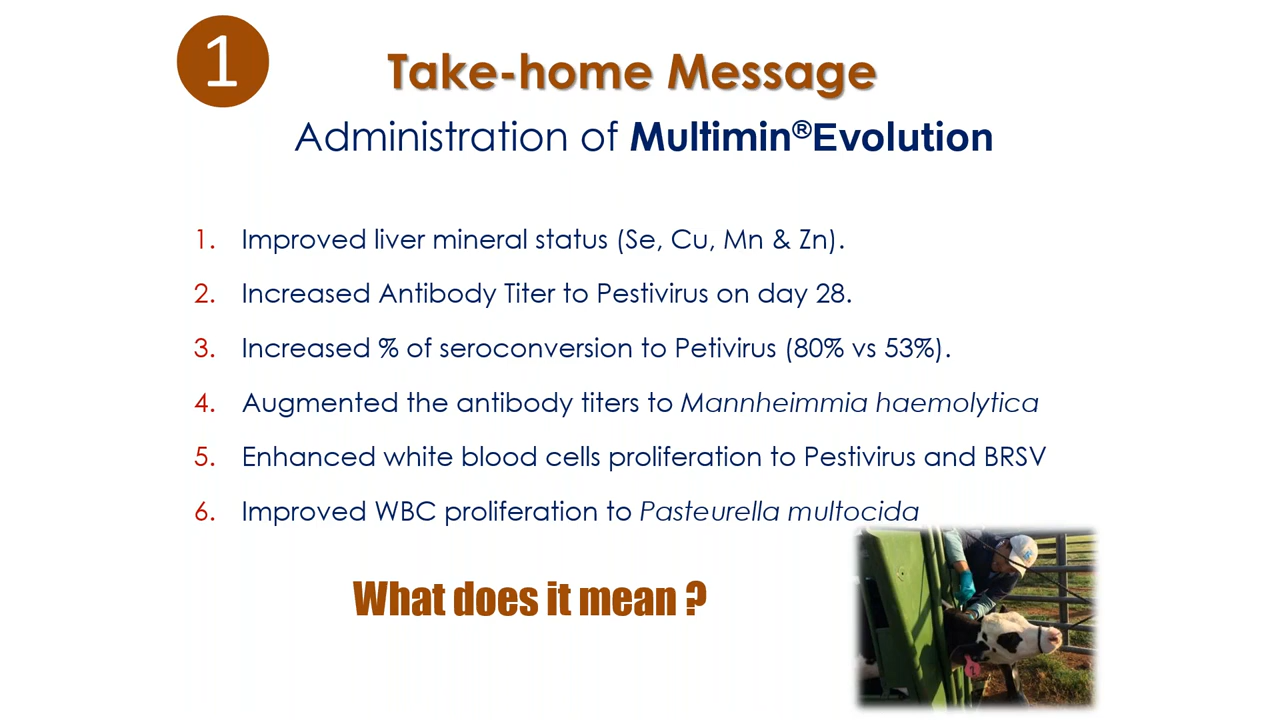 1
Take-home Message
Administration of Multimin®Evolution
1. Improved liver mineral status (Se, Cu, Mn & Zn).
2. Increased Antibody Titer to Pestivirus on day 28.
3. Increased % of seroconversion to Petivirus (80% vs 53%).
4. Augmented the antibody titers to Mannheimmia haemolytica
5. Enhanced white blood cells proliferation to Pestivirus and BRSV
6. Improved WBC proliferation to Pasteurella multocida
What does it mean ?